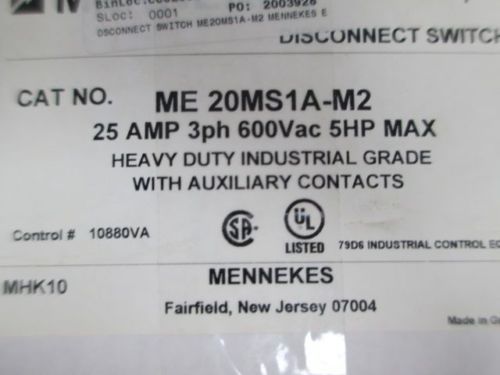 PO: 2003928
SLOC: 0001
DISCONNECT SWITCH ME20MS1A-M2 MENNEKES E
DISCONNECT SWITCH
CAT NO. ME 20MS1A-M2
25 AMP 3ph 600Vac 5HP MAX
HEAVY DUTY INDUSTRIAL GRADE
WITH AUXILIARY CONTACTS
Control # 10880VA
SA
UL
LISTED
79D6 INDUSTRIAL CONTROL EQ
MHK10
MENNEKES
Fairfield, New Jersey 07004
Made in Ge